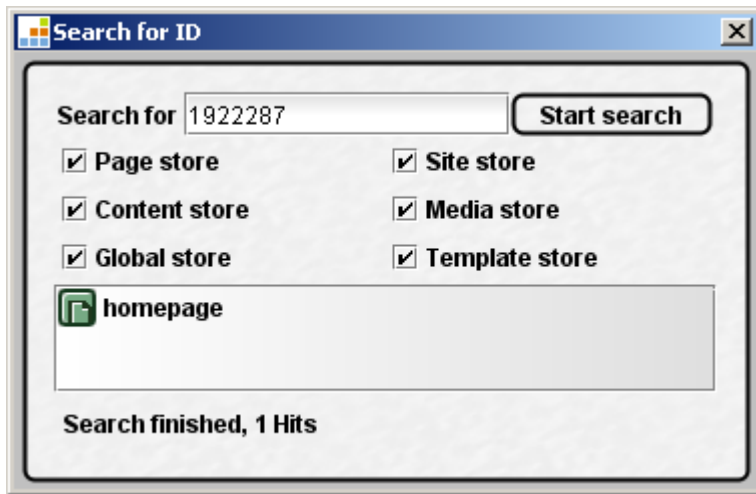 Search for ID
Search for 1922287 Start search
Page store Site store
Content store Media store
Global store Template store
homepage
Search finished, 1 Hits